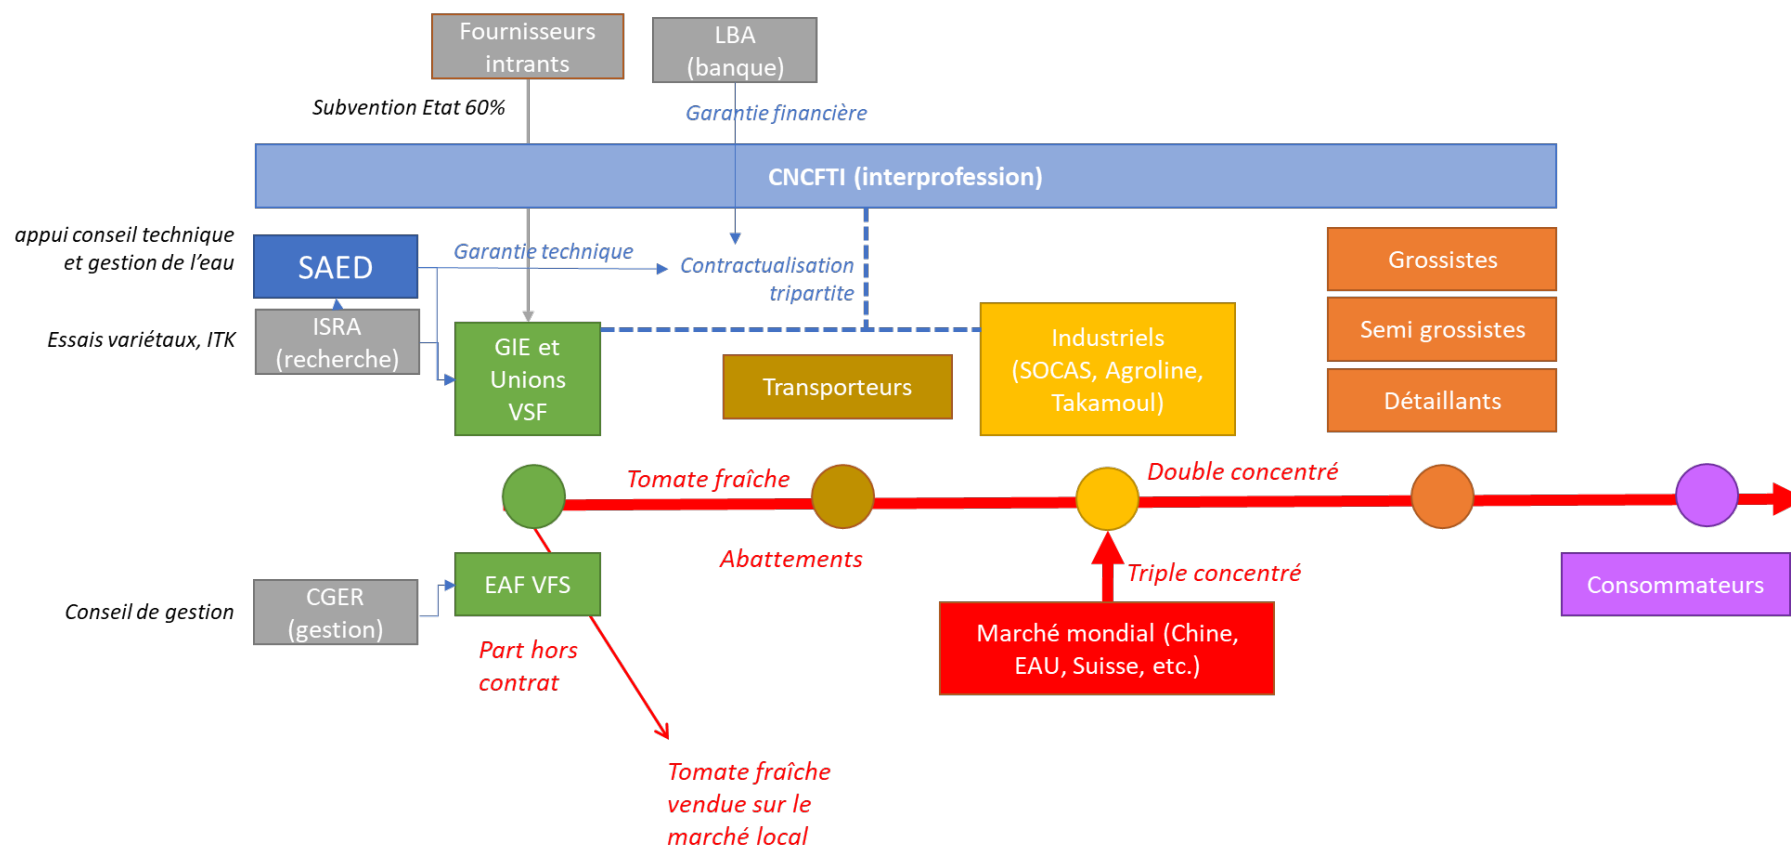 Fournisseurs
intrants
LBA
(banque)
Subvention Etat 60%
Garantie financière
CNCFTI (interprofession)
appui conseil technique
et gestion de l’eau
SAED
Garantie technique
Contractualisation
tripartite
Grossistes
Essais variétaux, ITK
ISRA
(recherche)
GIE et
Unions
VSF
Transporteurs
Industriels
(SOCAS, Agroline,
Takamoul)
Semi grossistes
Détaillants
Tomate fraîche
Double concentré
Abattements
Triple concentré
Conseil de gestion
CGER
(gestion)
EAF VFS
Consommateurs
Part hors
contrat
Marché mondial (Chine,
EAU, Suisse, etc.)
Tomate fraîche
vendue sur le
marché local